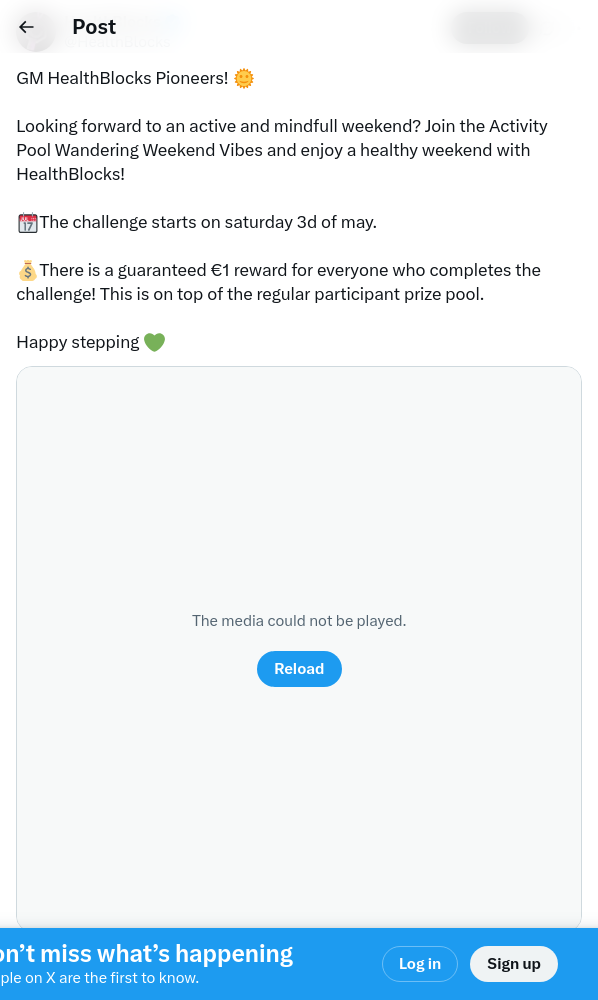 Post
GM HealthBlocks Pioneers! 🌞
Looking forward to an active and mindfull weekend? Join the Activity
Pool Wandering Weekend Vibes and enjoy a healthy weekend with
HealthBlocks!
📅The challenge starts on saturday 3d of may.
💰There is a guaranteed €1 reward for everyone who completes the
challenge! This is on top of the regular participant prize pool.
Happy stepping 💚
The media could not be played.
Reload
on’t miss what’s happening
ple on X are the first to know.
Log in
Sign up